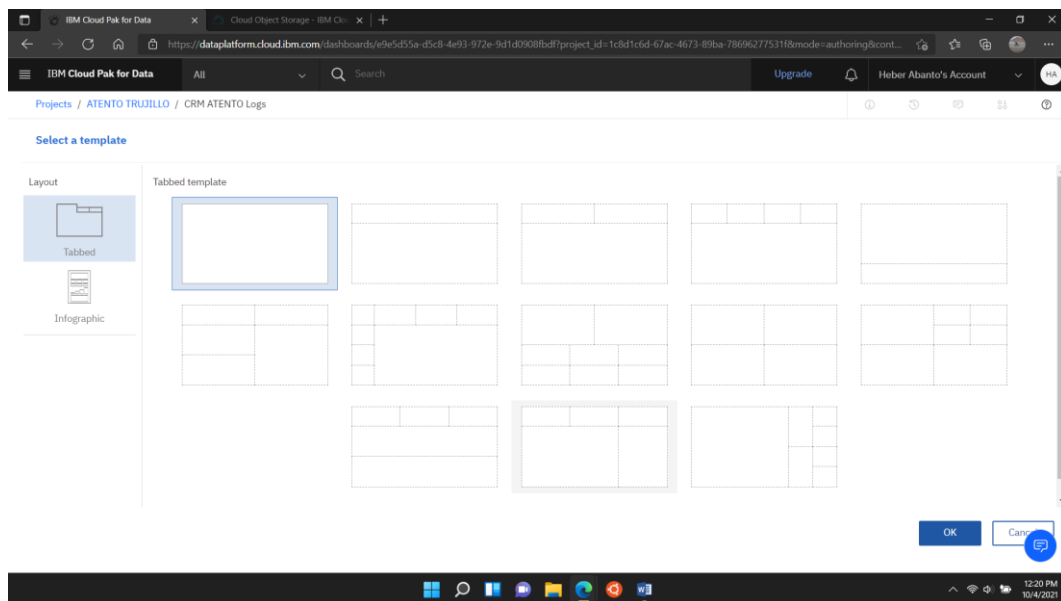 IBM Cloud Pak for Data
Cloud Object Storage - IBM Clo
https://dataplatform.cloud.ibm.com/dashboards/e9e5d55a-d5c8-4e93-972e-9d1d0908fbdf?project_id=1c8d1c6d-67ac-4673-89ba-78696277531f&mode=authoring&cont...
IBM Cloud Pak for Data
All
Search
Upgrade
Heber Abanto's Account
HA
Projects / ATENTO TRUJILLO / CRM ATENTO Logs
Select a template
Layout
Tabbed template
Tabbed
Infographic
OK
Cancel
12:20 PM
10/4/2021